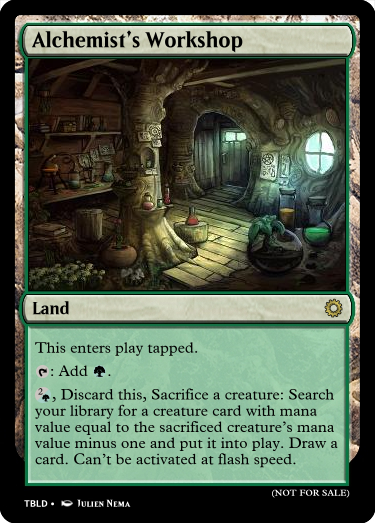 Alchemist's Workshop
Land
This enters play tapped.
: Add .
2, Discard this, Sacrifice a creature: Search
your library for a creature card with mana
value equal to the sacrificed creature's mana
value minus one and put it into play. Draw a
card. Can't be activated at flash speed.
(NOT FOR SALE)
TBLD • Julien Nema